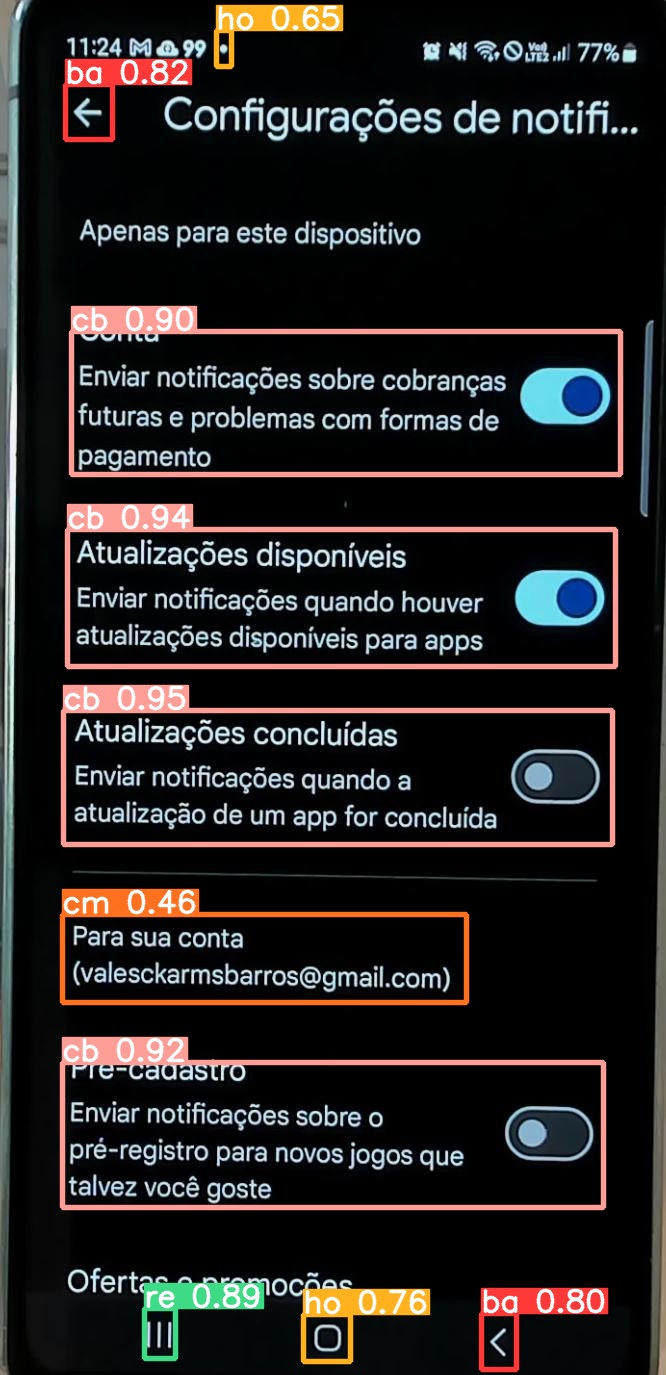 ho 0.65
11:24 99 Vo) LTE2 77%
ba 0.82
Configurações de notifi...
Apenas para este dispositivo
cb 0.90
Conta
Enviar notificações sobre cobranças
futuras e problemas com formas de
pagamento
cb 0.94
Atualizações disponíveis
Enviar notificações quando houver
atualizações disponíveis para apps
cb 0.95
Atualizações concluídas
Enviar notificações quando a
atualização de um app for concluída
cm 0.46
Para sua conta
(valesckarmsbarros@gmail.com)
cb 0.92
Pré-cadastro
Enviar notificações sobre o
pré-registro para novos jogos que
talvez você goste
Ofertas e promoções
re 0.89
ho 0.76
ba 0.80